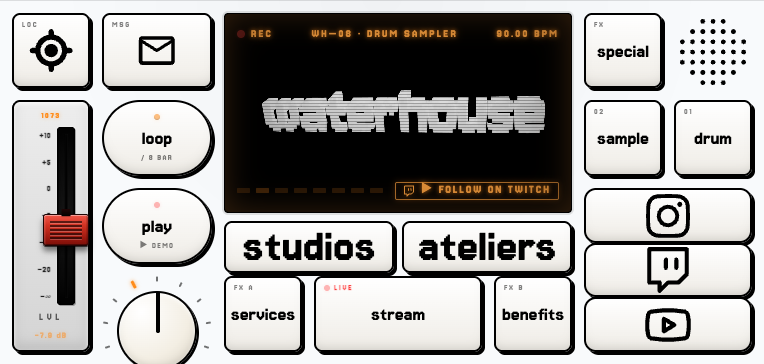 LOC
MSG
REC
WH-08 · DRUM SAMPLER
90.00 BPM
FX
special
waterhouse
1973
+10
+5
0
-20
-∞
LVL
-7.0 dB
loop
/ 8 BAR
play
DEMO
FOLLOW ON TWITCH
02
sample
01
drum
studios
ateliers
FX A
services
LIVE
stream
FX B
benefits